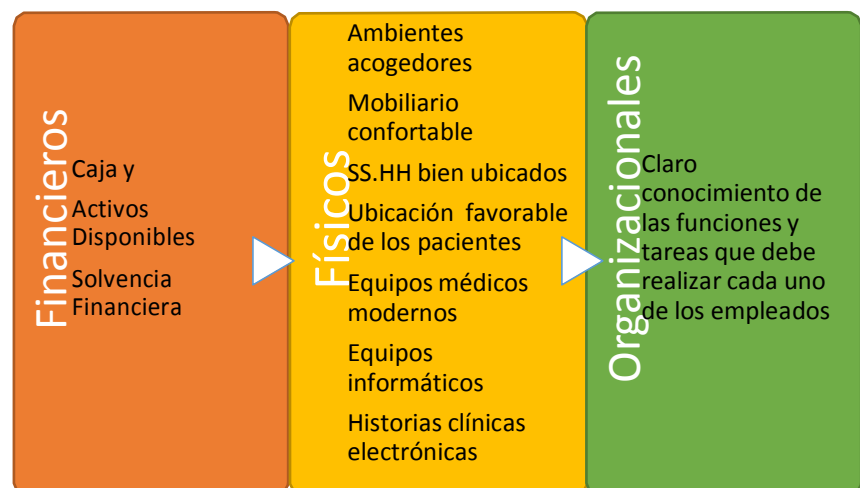 Financieros
Caja y
Activos
Disponibles
Solvencia
Financiera
Físicos
Ambientes
acogedores
Mobiliario
confortable
SS.HH bien ubicados
Ubicación favorable
de los pacientes
Equipos médicos
modernos
Equipos
informáticos
Historias clínicas
electrónicas
Organizacionales
Claro
conocimiento de
las funciones y
tareas que debe
realizar cada uno
de los empleados